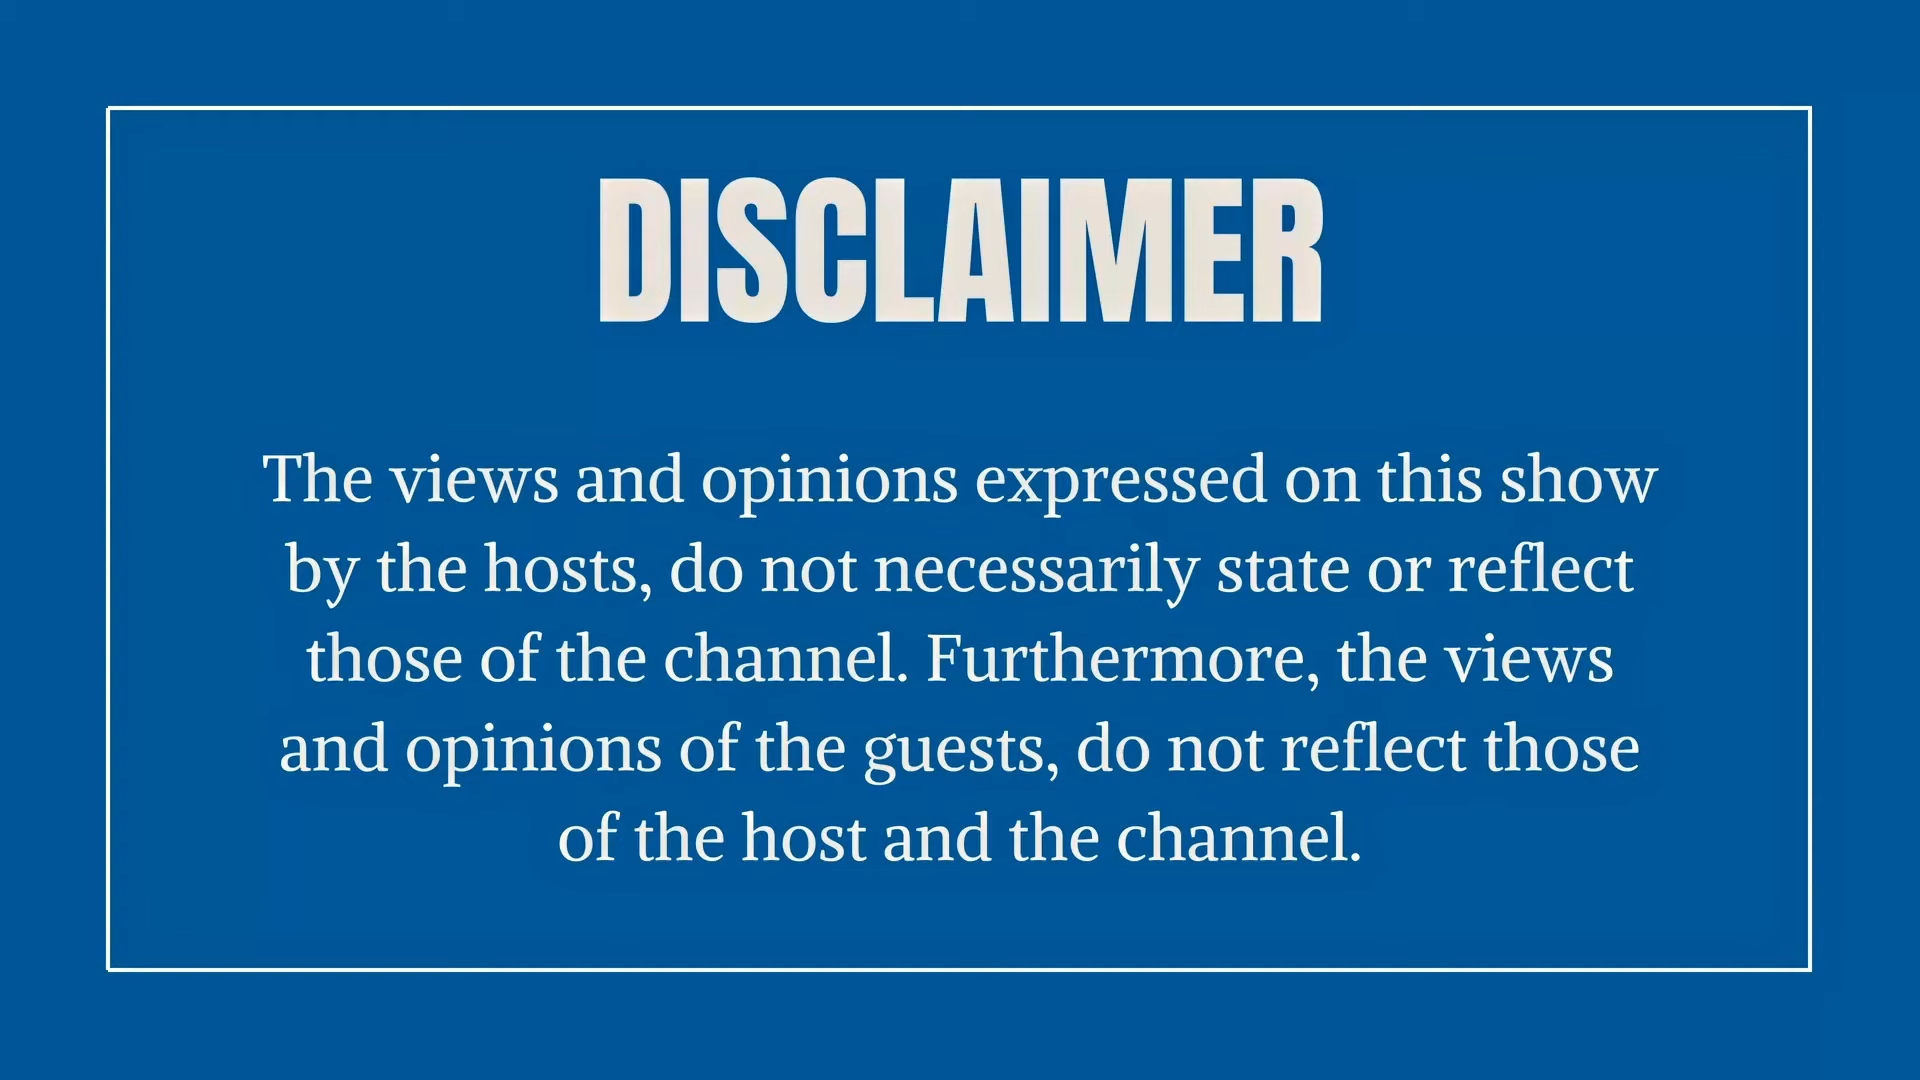 DISCLAIMER
The views and opinions expressed on this show
by the hosts, do not necessarily state or reflect
those of the channel. Furthermore, the views
and opinions of the guests, do not reflect those
of the host and the channel.